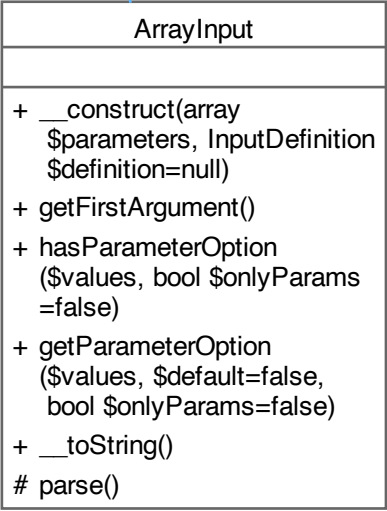 ArrayInput
+ __construct(array
$parameters, InputDefinition
$definition=null)
+ getFirstArgument()
+ hasParameterOption
($values, bool $onlyParams
=false)
+ getParameterOption
($values, $default=false,
bool $onlyParams=false)
+ __toString()
# parse()